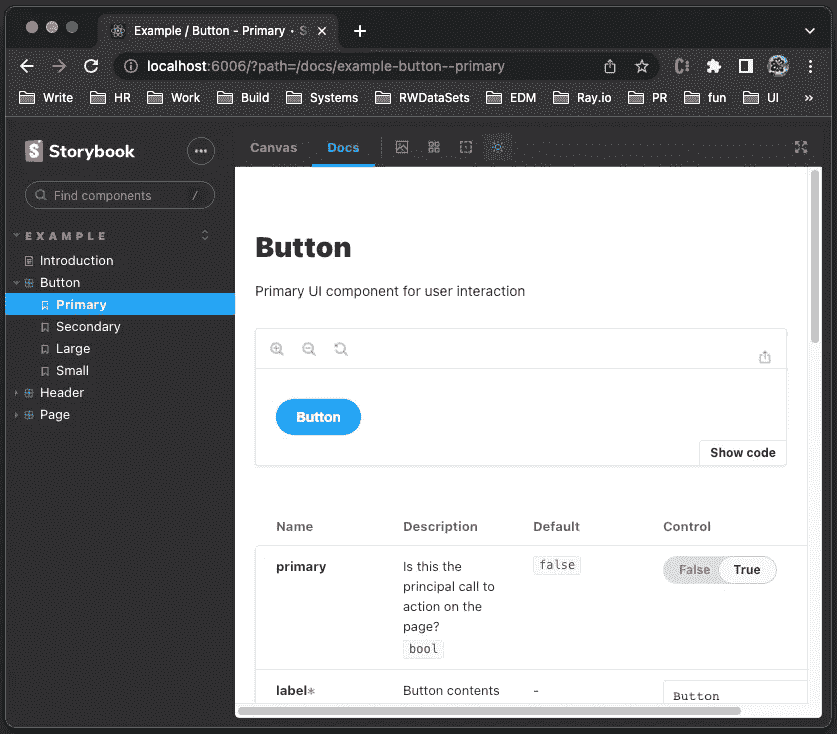 Example / Button - Primary • S
localhost:6006/?path=/docs/example-button--primary
Write HR Work Build Systems RWDataSets EDM Ray.io PR fun UI »
S Storybook
Canvas Docs
Find components /
EXAMPLE
Introduction
Button
Primary
Secondary
Large
Small
Header
Page
Button
Primary UI component for user interaction
Button
Show code
Name Description Default Control
primary Is this the false False True
principal call to
action on the
page?
bool
label* Button contents - Button